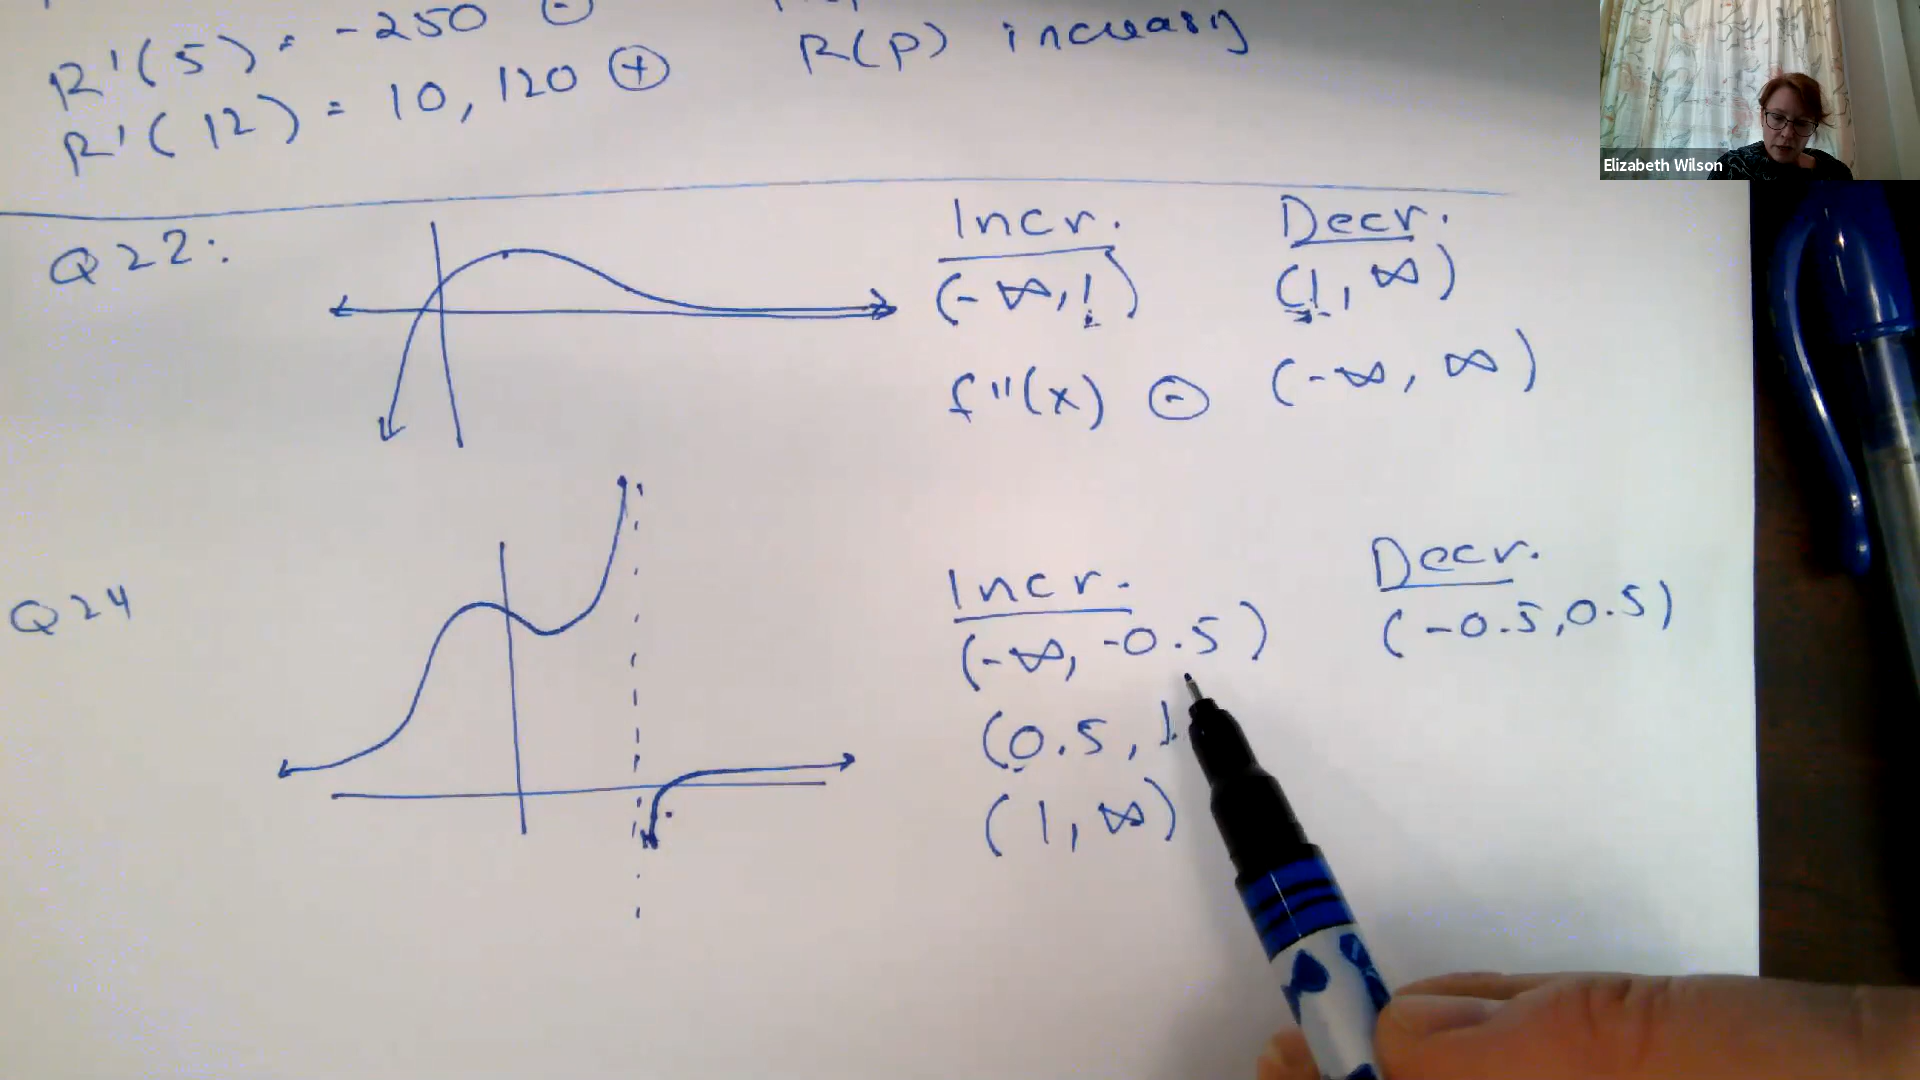 R'(5) = -250 ⊖
R'(12) = 10,120 ⊕
R(p) increasing
Elizabeth Wilson
Q22:
Incr.
(-∞, 1)
Decr.
(1, ∞)
f"(x) ⊖ (-∞, ∞)
Q24
Incr.
(-∞, -0.5)
(0.5, 1
(1, ∞)
Decr.
(-0.5, 0.5)